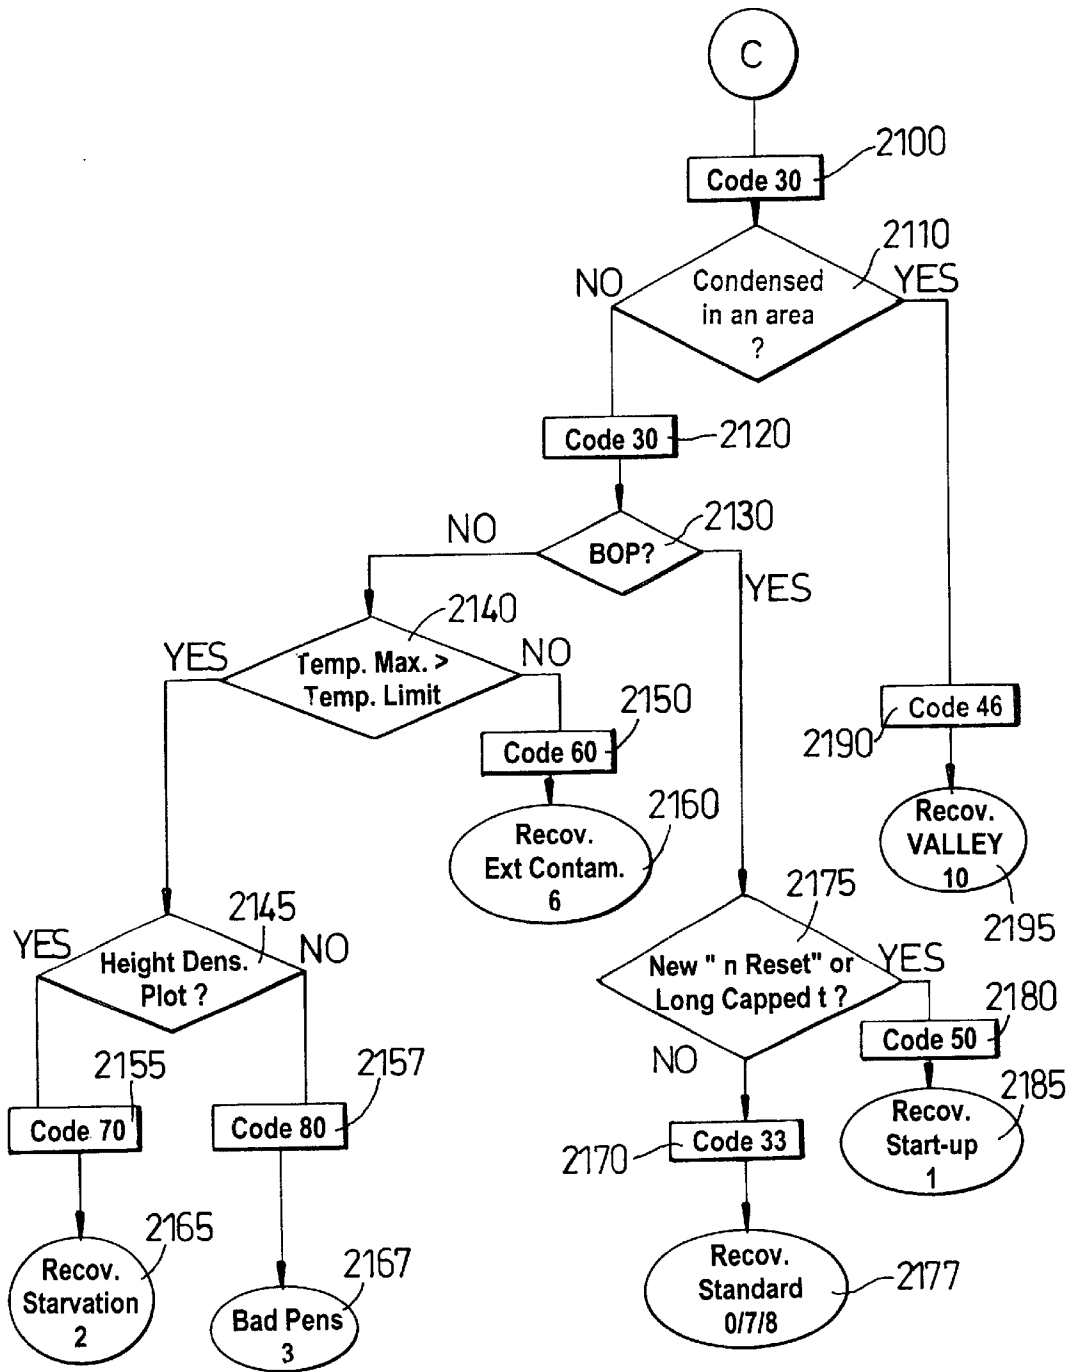 C
2100
Code 30
2110
NO
YES
Condensed
in an area
?
Code 30
2120
2130
NO
BOP?
YES
2140
YES
NO
Temp. Max. >
Temp. Limit
2150
Code 60
Code 46
2190
2160
Recov.
Ext Contam.
6
Recov.
VALLEY
10
2195
2175
2145
YES
NO
Height Dens.
Plot ?
New " n Reset" or
Long Capped t ?
YES
2180
Code 50
NO
2155
2157
2185
Code 70
Code 80
2170
Code 33
Recov.
Start-up
1
2165
2167
Recov.
Starvation
2
Bad Pens
3
Recov.
Standard
0/7/8
2177